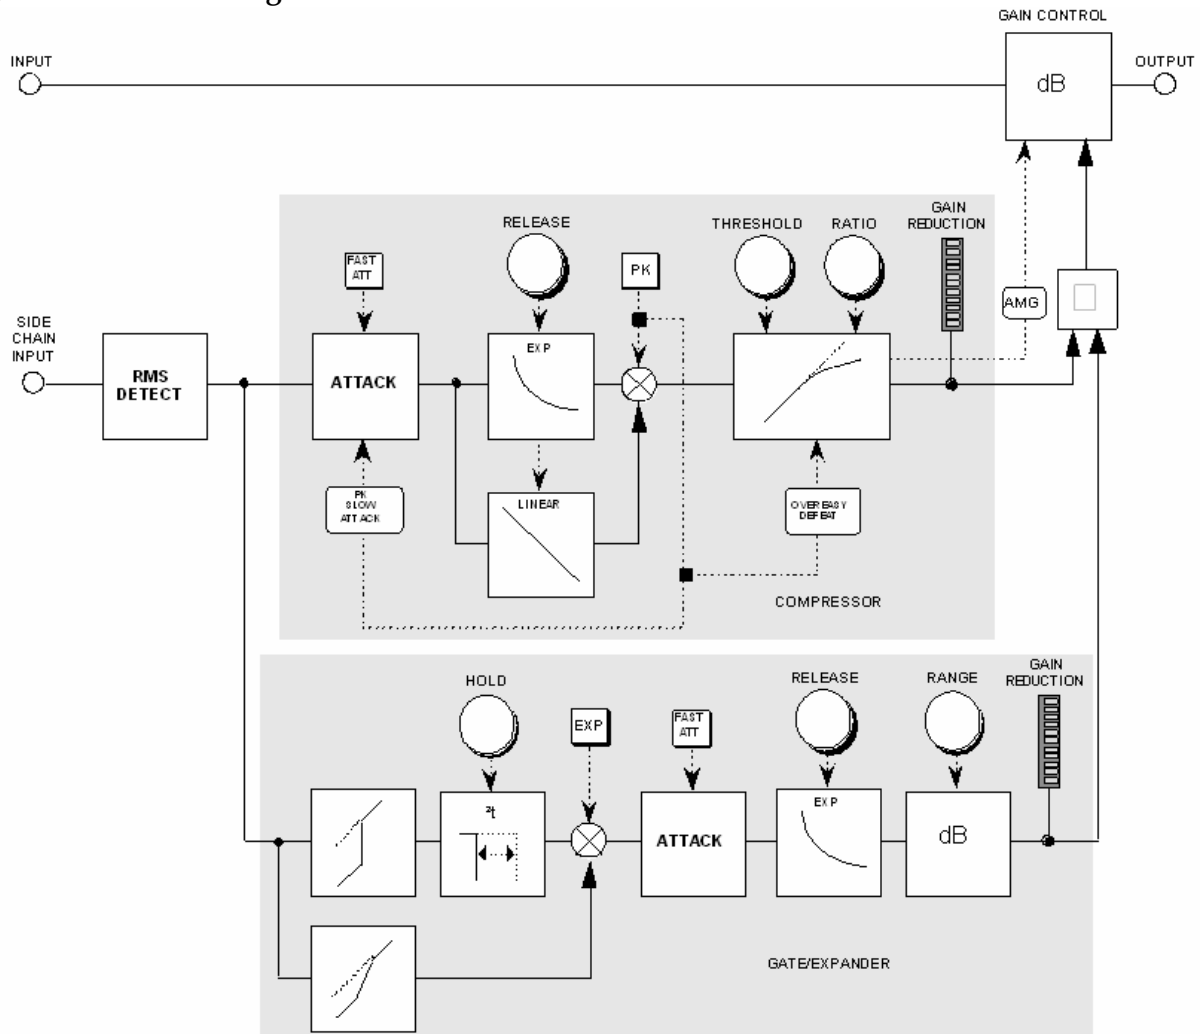 GAIN CONTROL
INPUT
OUTPUT
dB
RELEASE
THRESHOLD
RATIO
GAIN
REDUCTION
FAST
ATT
PK
AMG
SIDE
CHAIN
INPUT
RMS
DETECT
ATTACK
EXP
PK
SLOW
ATTACK
LINEAR
OVEREASY
DEFEAT
COMPRESSOR
HOLD
EXP
FAST
ATT
RELEASE
RANGE
GAIN
REDUCTION
²t
ATTACK
EXP
dB
GATE/EXPANDER